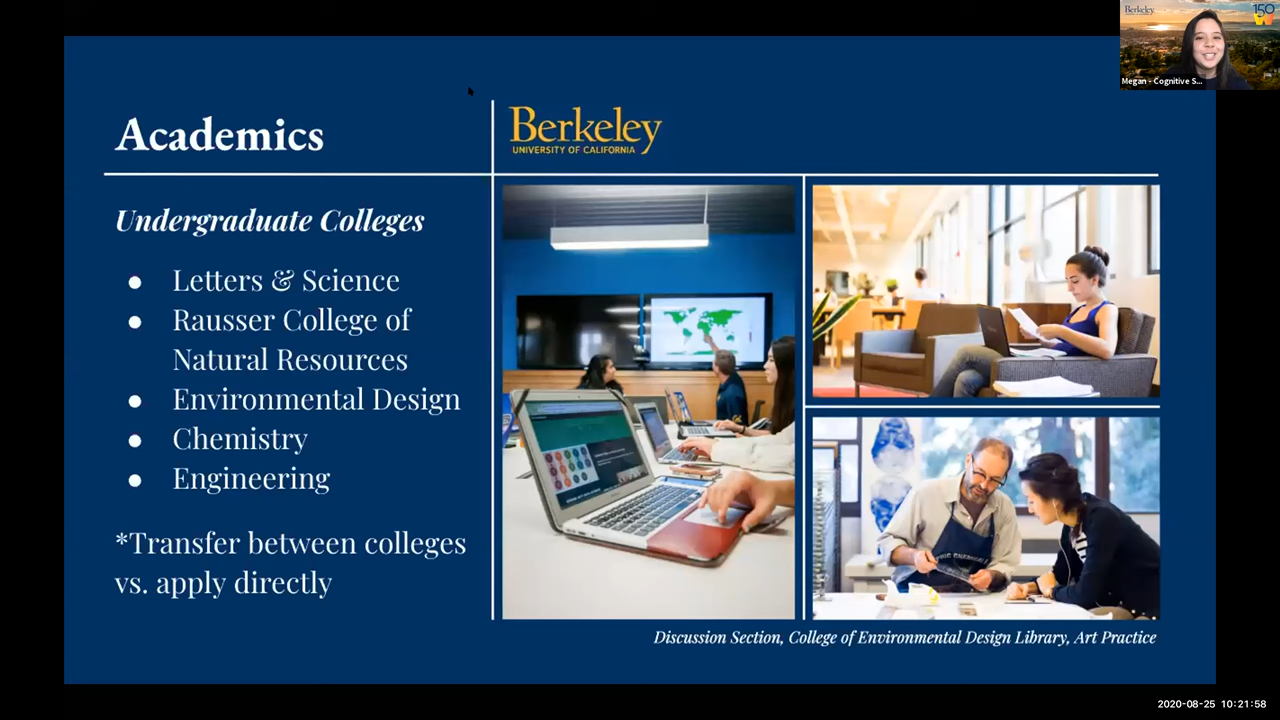 Berkeley
150
W
Megan - Cognitive S...
Academics
Berkeley
UNIVERSITY OF CALIFORNIA
Undergraduate Colleges
● Letters & Science
● Rausser College of
Natural Resources
● Environmental Design
● Chemistry
● Engineering
*Transfer between colleges
vs. apply directly
Discussion Section, College of Environmental Design Library, Art Practice
2020-08-25 10:21:58